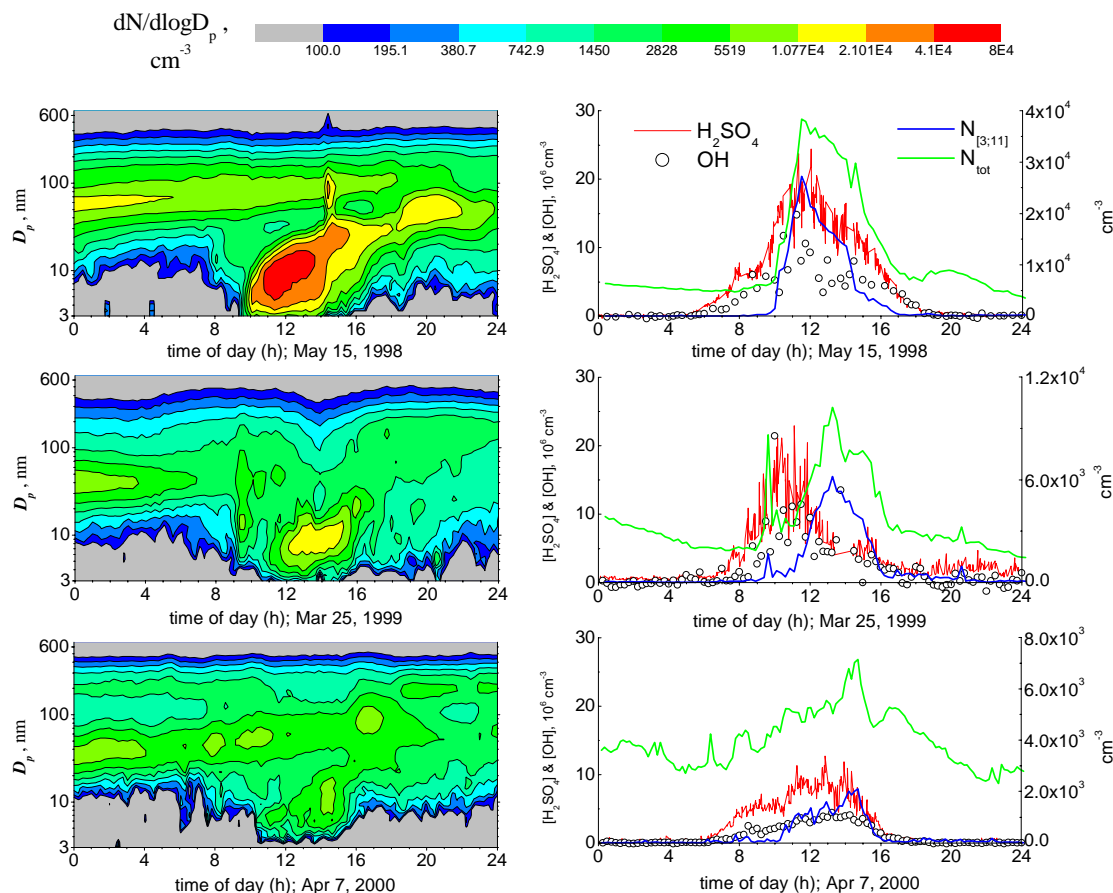 dN/dlogD_p ,
cm^-3
100.0 195.1 380.7 742.9 1450 2828 5519 1.077E4 2.101E4 4.1E4 8E4
600
100
10
3
D_p , nm
0 4 8 12 16 20 24
time of day (h); May 15, 1998
30
20
10
0
[H_2SO_4] & [OH], 10^6 cm^-3
H_2SO_4
OH
N_[3;11]
N_tot
4x10^4
3x10^4
2x10^4
1x10^4
0
cm^-3
0 4 8 12 16 20 24
time of day (h); May 15, 1998
600
100
10
3
D_p , nm
0 4 8 12 16 20 24
time of day (h); Mar 25, 1999
30
20
10
0
[H_2SO_4] & [OH], 10^6 cm^-3
1.2x10^4
6.0x10^3
0.0
cm^-3
0 4 8 12 16 20 24
time of day (h); Mar 25, 1999
600
100
10
3
D_p , nm
0 4 8 12 16 20 24
time of day (h); Apr 7, 2000
30
20
10
0
[H_2SO_4] & [OH], 10^6 cm^-3
8.0x10^3
6.0x10^3
4.0x10^3
2.0x10^3
0.0
cm^-3
0 4 8 12 16 20 24
time of day (h); Apr 7, 2000